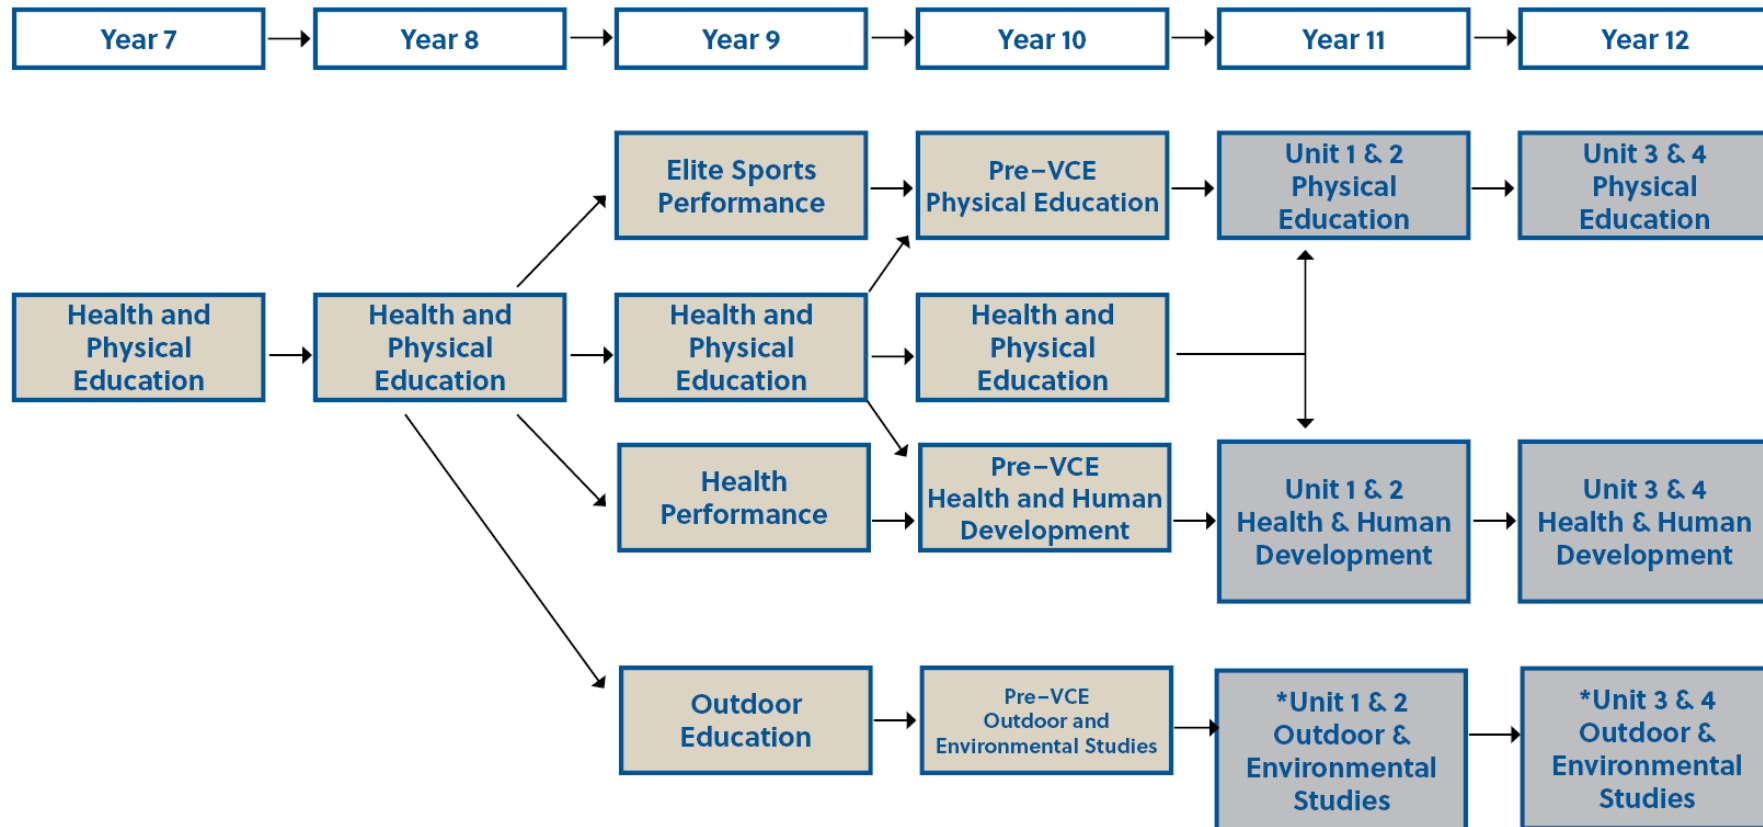 Year 7
Year 8
Year 9
Year 10
Year 11
Year 12
Elite Sports
Performance
Pre–VCE
Physical Education
Unit 1 & 2
Physical
Education
Unit 3 & 4
Physical
Education
Health and
Physical
Education
Health and
Physical
Education
Health and
Physical
Education
Health and
Physical
Education
Health
Performance
Pre–VCE
Health and Human
Development
Unit 1 & 2
Health & Human
Development
Unit 3 & 4
Health & Human
Development
Outdoor
Education
Pre–VCE
Outdoor and
Environmental Studies
*Unit 1 & 2
Outdoor &
Environmental
Studies
*Unit 3 & 4
Outdoor &
Environmental
Studies